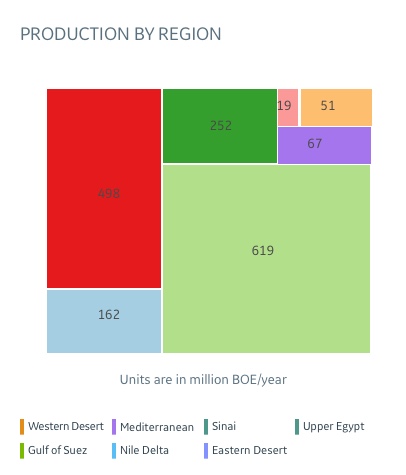 PRODUCTION BY REGION
19 51
252
67
498
619
162
Units are in million BOE/year
Western Desert Mediterranean Sinai Upper Egypt
Gulf of Suez Nile Delta Eastern Desert